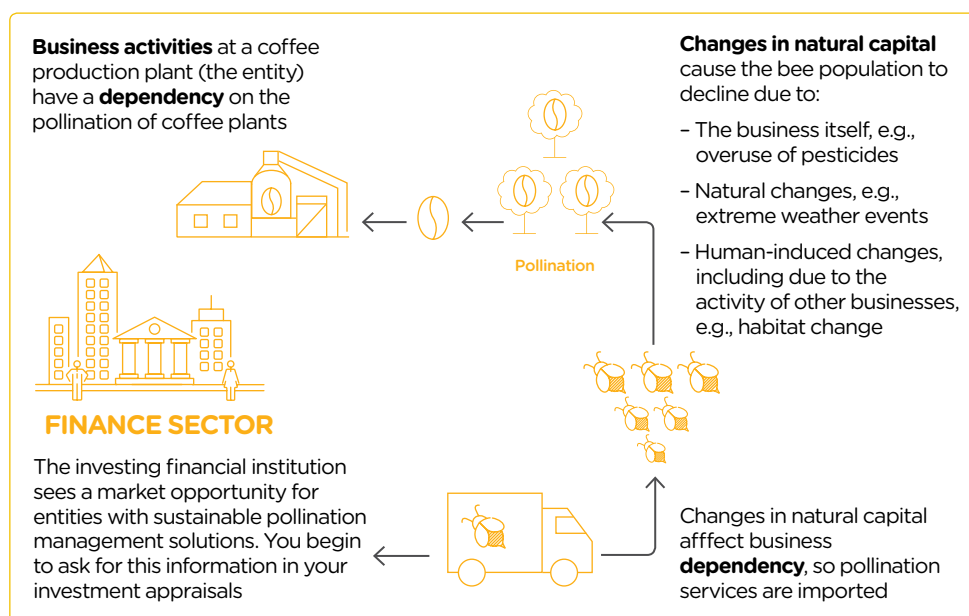 Business activities at a coffee
production plant (the entity)
have a dependency on the
pollination of coffee plants
Changes in natural capital
cause the bee population to
decline due to:
– The business itself, e.g.,
overuse of pesticides
– Natural changes, e.g.,
extreme weather events
– Human-induced changes,
including due to the
activity of other businesses,
e.g., habitat change
Pollination
FINANCE SECTOR
The investing financial institution
sees a market opportunity for
entities with sustainable pollination
management solutions. You begin
to ask for this information in your
investment appraisals
Changes in natural capital
afffect business
dependency, so pollination
services are imported